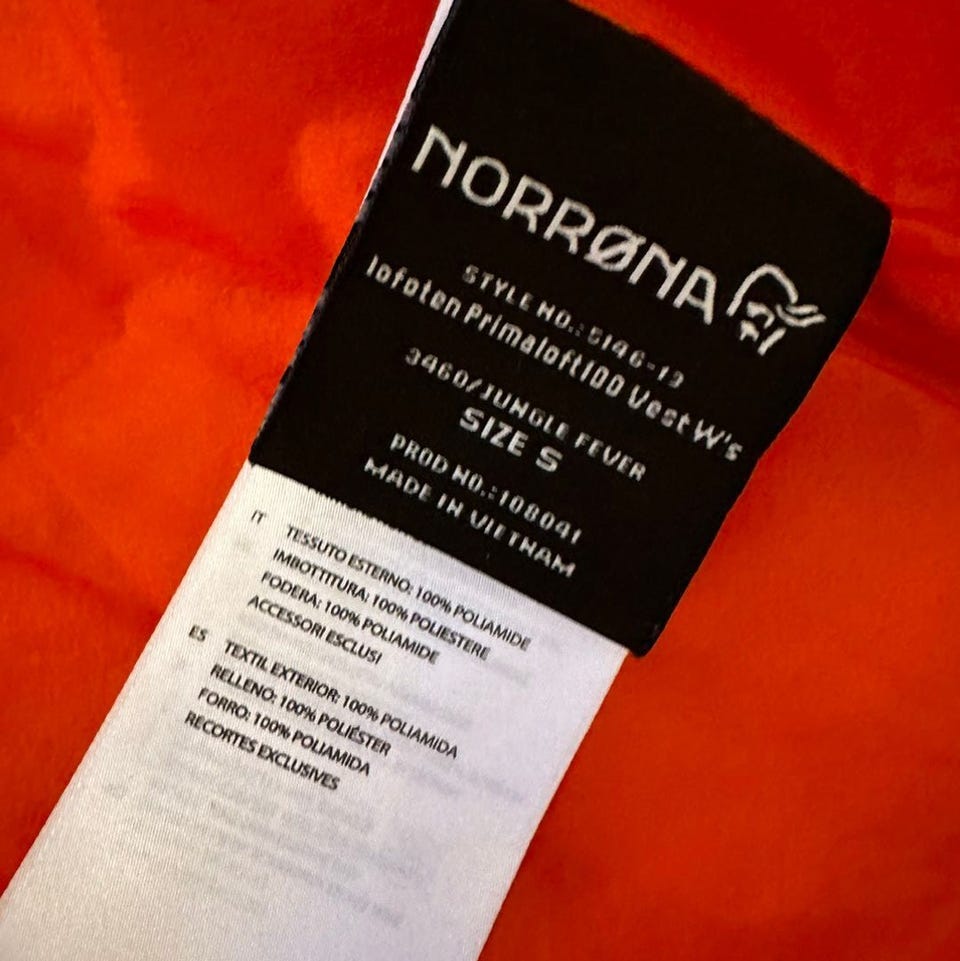 NORRØNA
STYLE NO.: 5146-13
lofoten Primaloft100 Vest W's
3460/JUNGLE FEVER
SIZE S
PROD NO.:108041
MADE IN VIETNAM
IT TESSUTO ESTERNO: 100% POLIAMIDE
IMBOTTITURA: 100% POLIESTERE
FODERA: 100% POLIAMIDE
ACCESSORI ESCLUSI
ES TEXTIL EXTERIOR: 100% POLIAMIDA
RELLENO: 100% POLIÉSTER
FORRO: 100% POLIAMIDA
RECORTES EXCLUSIVES